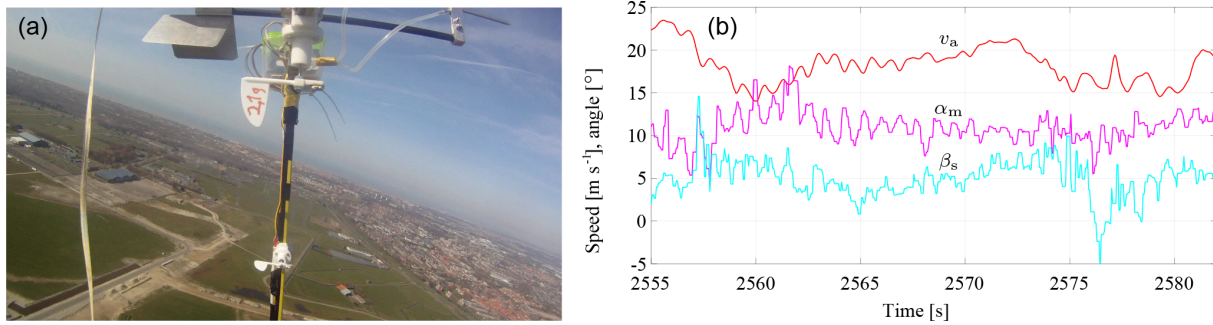 (a)
21g
(b)
Speed [m s⁻¹], angle [°]
25
20
15
10
5
0
-5
vₐ
αₘ
βₛ
2555 2560 2565 2570 2575 2580
Time [s]